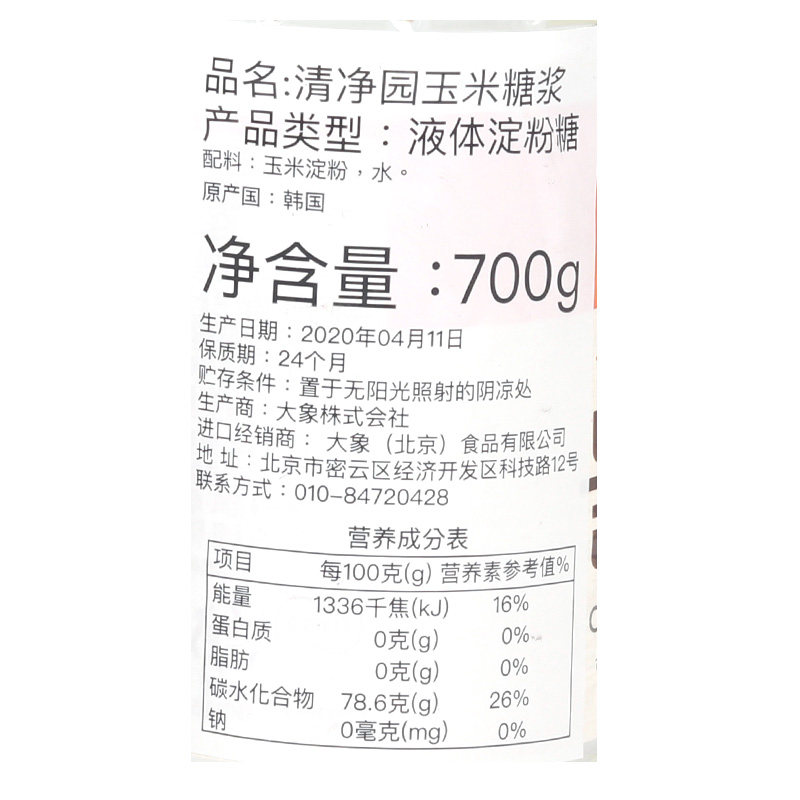 品名:清净园玉米糖浆
产品类型：液体淀粉糖
配料：玉米淀粉，水。
原产国：韩国
净含量：700g
生产日期：2020年04月11日
保质期：24个月
贮存条件：置于无阳光照射的阴凉处
生产商：大象株式会社
进口经销商： 大象（北京）食品有限公司
地 址：北京市密云区经济开发区科技路12号
联系方式：010-84720428
营养成分表
项目 每100克(g) 营养素参考值%
能量 1336千焦(kJ) 16%
蛋白质 0克(g) 0%
脂肪 0克(g) 0%
碳水化合物 78.6克(g) 26%
钠 0毫克(mg) 0%